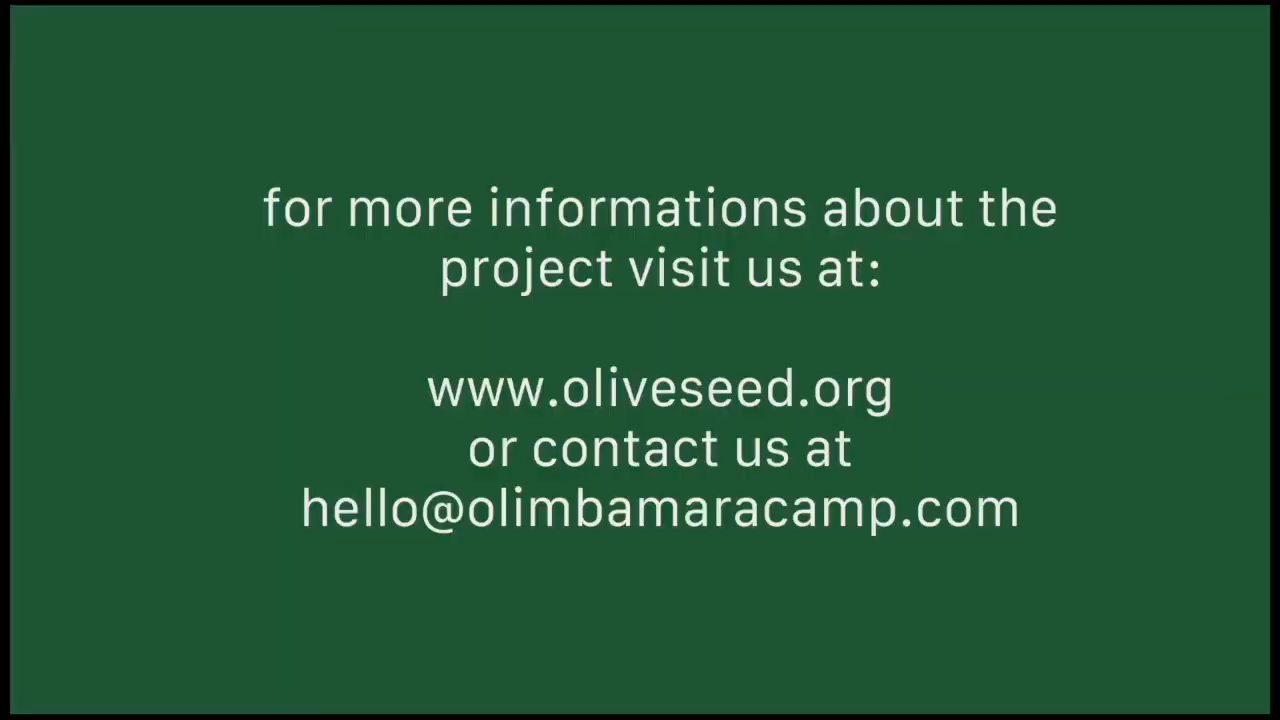 for more informations about the
project visit us at:
www.oliveseed.org
or contact us at
hello@olimbamaracamp.com